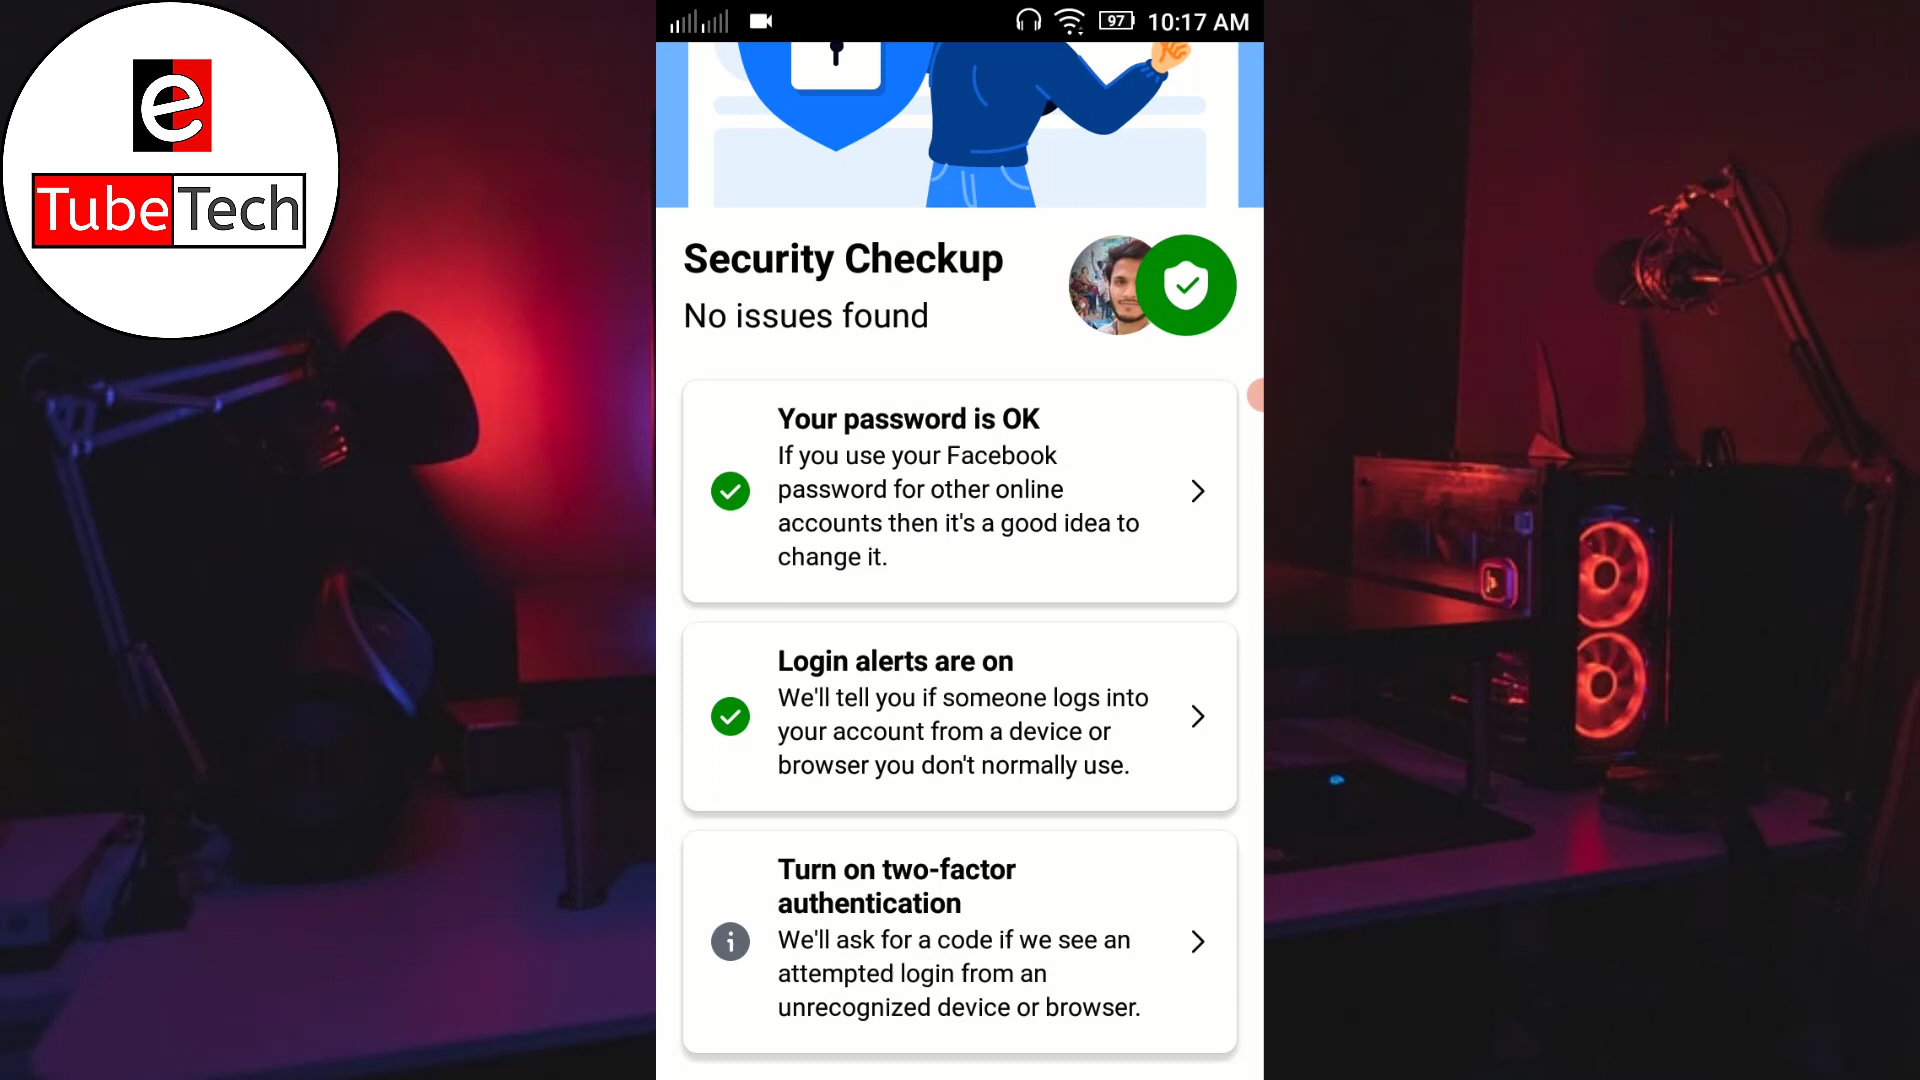 e
TubeTech
97 10:17 AM
Security Checkup
No issues found
Your password is OK
If you use your Facebook
password for other online
accounts then it's a good idea to
change it.
Login alerts are on
We'll tell you if someone logs into
your account from a device or
browser you don't normally use.
Turn on two-factor
authentication
We'll ask for a code if we see an
attempted login from an
unrecognized device or browser.